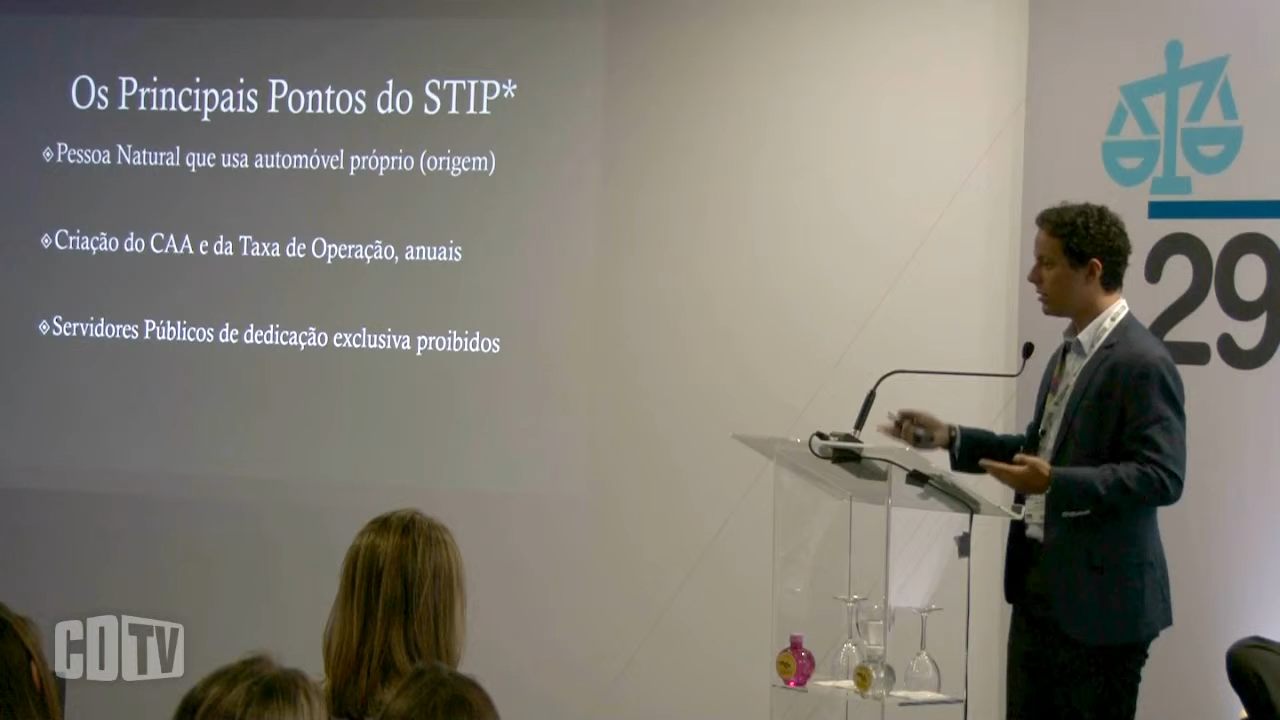 Os Principais Pontos do STIP*
Pessoa Natural que usa automóvel próprio (origem)
Criação do CAA e da Taxa de Operação, anuais
Servidores Públicos de dedicação exclusiva proibidos
29
CDTV